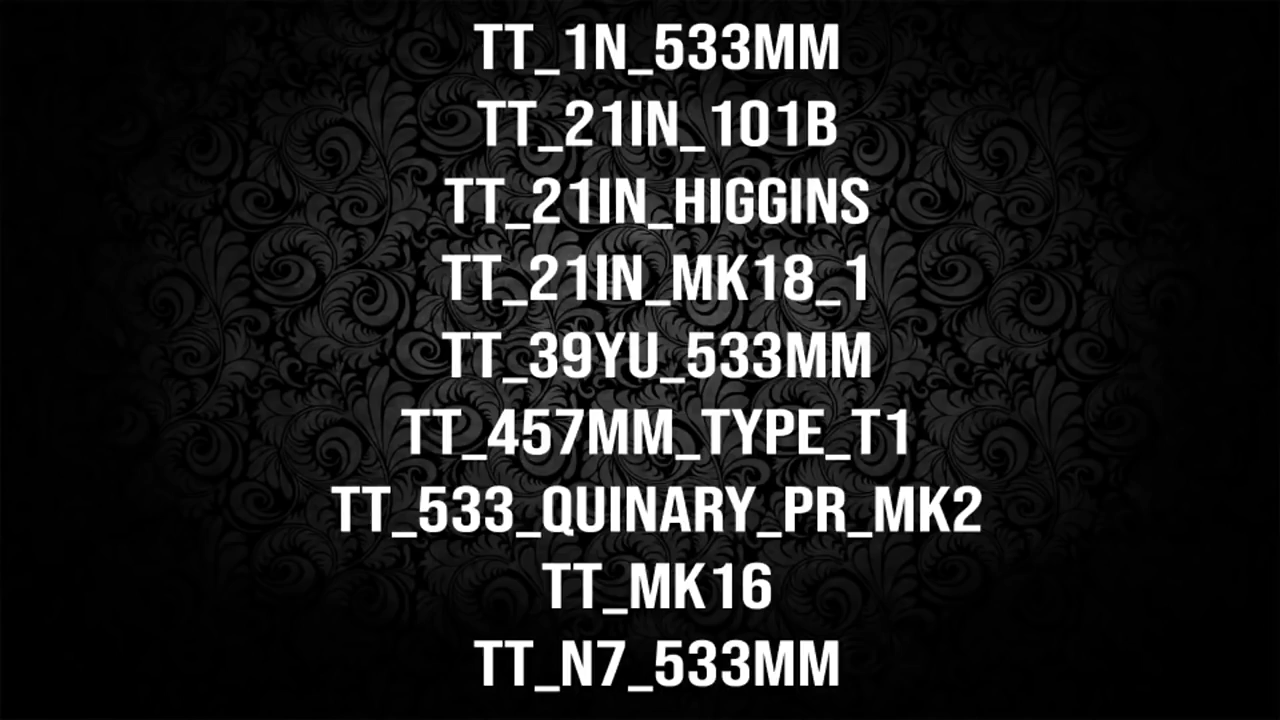 TT_1N_533MM
TT_21IN_101B
TT_21IN_HIGGINS
TT_21IN_MK18_1
TT_39YU_533MM
TT_457MM_TYPE_T1
TT_533_QUINARY_PR_MK2
TT_MK16
TT_N7_533MM